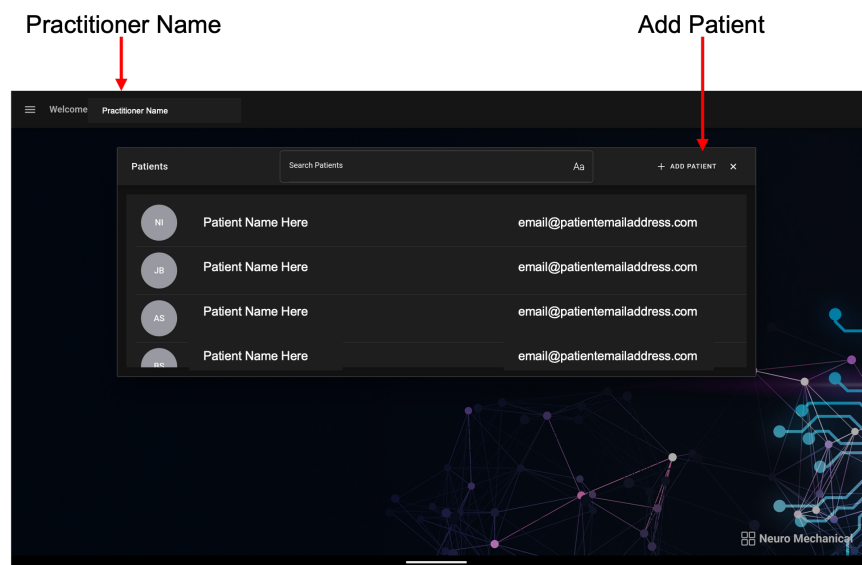 Practitioner Name Add Patient
Welcome Practitioner Name
Patients Search Patients Aa + ADD PATIENT ×
NI Patient Name Here email@patientemailaddress.com
JB Patient Name Here email@patientemailaddress.com
AS Patient Name Here email@patientemailaddress.com
BS Patient Name Here email@patientemailaddress.com
Neuro Mechanical